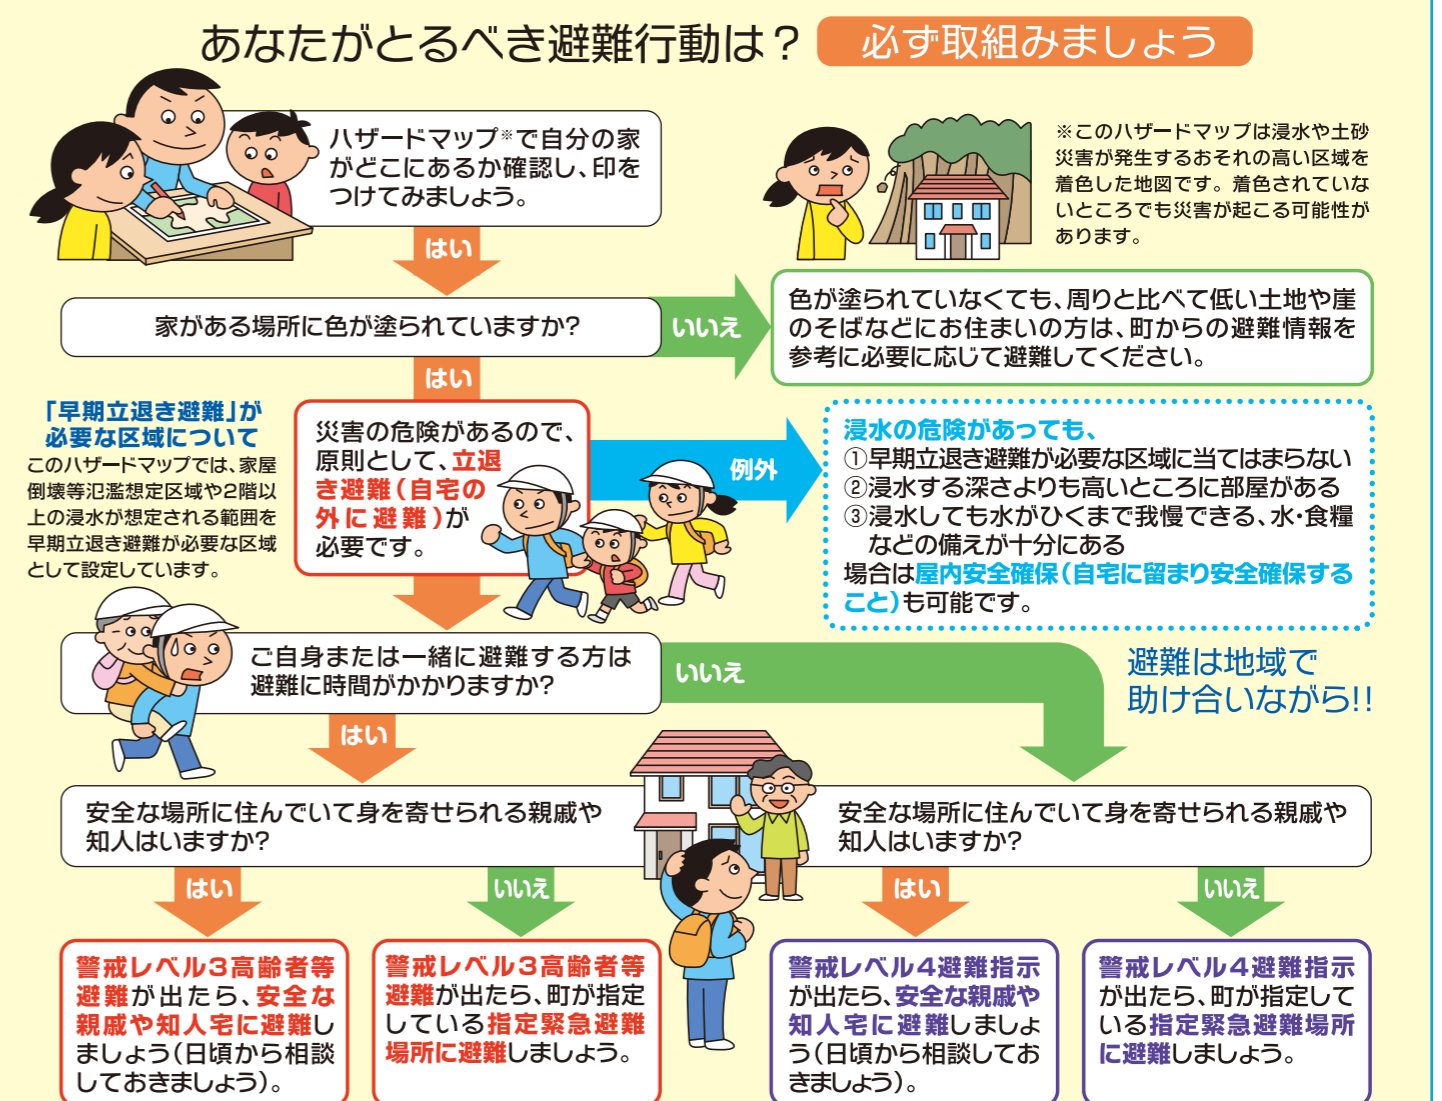 あなたがとるべき避難行動は？ 必ず取組みましょう
ハザードマップ※で自分の家
がどこにあるか確認し、印を
つけてみましょう。
※このハザードマップは浸水や土砂
災害が発生するおそれの高い区域を
着色した地図です。着色されていな
いところでも災害が起こる可能性が
あります。
はい
家がある場所に色が塗られていますか?
いいえ
色が塗られていなくても、周りと比べて低い土地や崖
のそばなどにお住まいの方は、町からの避難情報を
参考に必要に応じて避難してください。
はい
「早期立退き避難」が
必要な区域について
このハザードマップでは、家屋
倒壊等氾濫想定区域や2階以
上の浸水が想定される範囲を
早期立退き避難が必要な区域
として設定しています。
災害の危険があるので、
原則として、立退
き避難（自宅の
外に避難）が
必要です。
例外
浸水の危険があっても、
①早期立退き避難が必要な区域に当てはまらない
②浸水する深さよりも高いところに部屋がある
③浸水しても水がひくまで我慢できる、水・食糧
などの備えが十分にある
場合は屋内安全確保（自宅に留まり安全確保する
こと）も可能です。
ご自身または一緒に避難する方は
避難に時間がかかりますか?
いいえ
避難は地域で
助け合いながら!!
はい
安全な場所に住んでいて身を寄せられる親戚や
知人はいますか?
安全な場所に住んでいて身を寄せられる親戚や
知人はいますか?
はい
いいえ
はい
いいえ
警戒レベル3高齢者等
避難が出たら、安全な
親戚や知人宅に避難し
ましょう（日頃から相談
しておきましょう）。
警戒レベル3高齢者等
避難が出たら、町が指定
している指定緊急避難
場所に避難しましょう。
警戒レベル4避難指示
が出たら、安全な親戚や
知人宅に避難しましょ
う（日頃から相談してお
きましょう）。
警戒レベル4避難指示
が出たら、町が指定して
いる指定緊急避難場所
に避難しましょう。